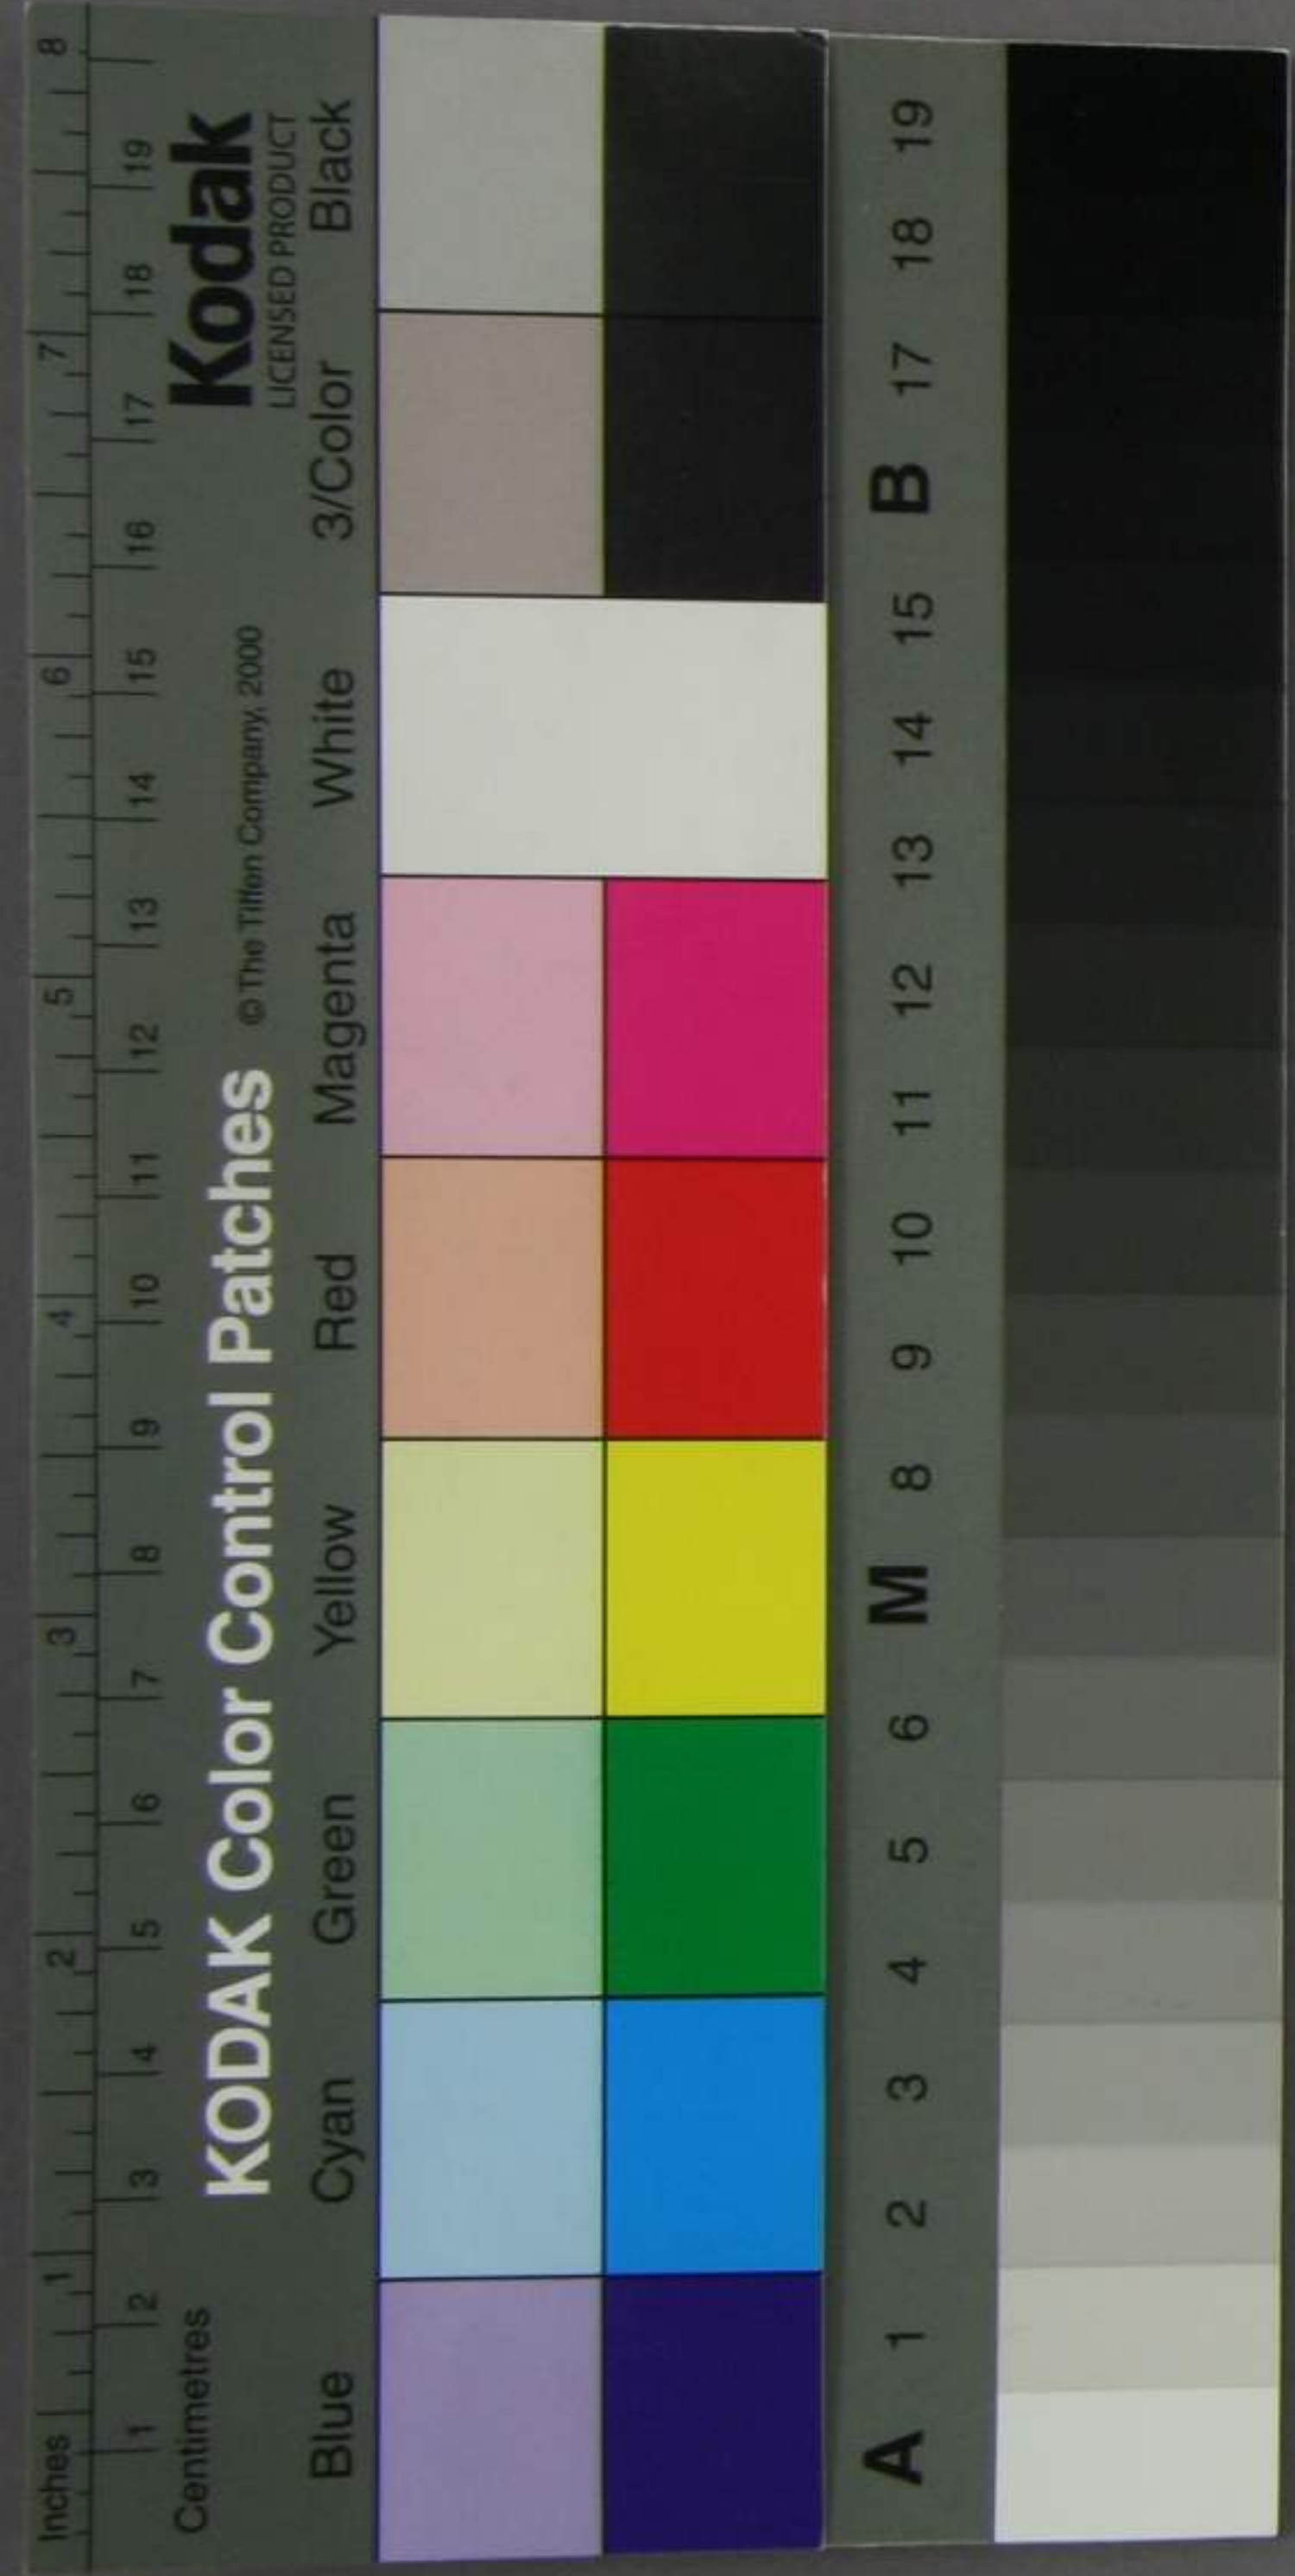 Inches 1 2 3 4 5 6 7 8
1 2 3 4 5 6 7 8 9 10 11 12 13 14 15 16 17 18 19
Centimetres
KODAK Color Control Patches © The Tiffen Company, 2000
Kodak
LICENSED PRODUCT
Blue Cyan Green Yellow Red Magenta White 3/Color Black
A 1 2 3 4 5 6 M 8 9 10 11 12 13 14 15 B 17 18 19